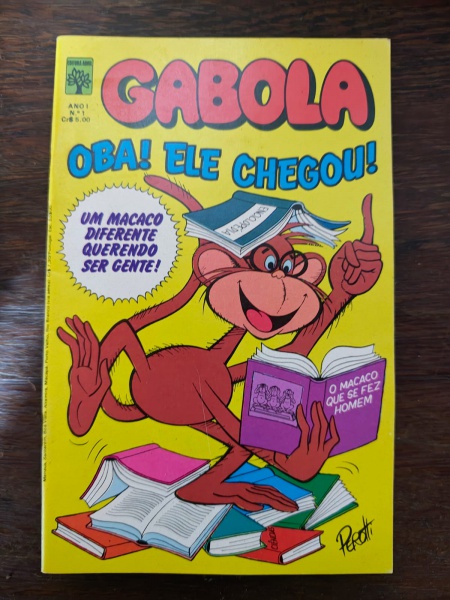 EDITORA ABRIL
ANO I
N.º 1
Cr$ 5,00
GABOLA
OBA! ELE CHEGOU!
UM MACACO
DIFERENTE
QUERENDO
SER GENTE!
ENCICLOPÉDIA
O MACACO
QUE SE FEZ
HOMEM
Perotti